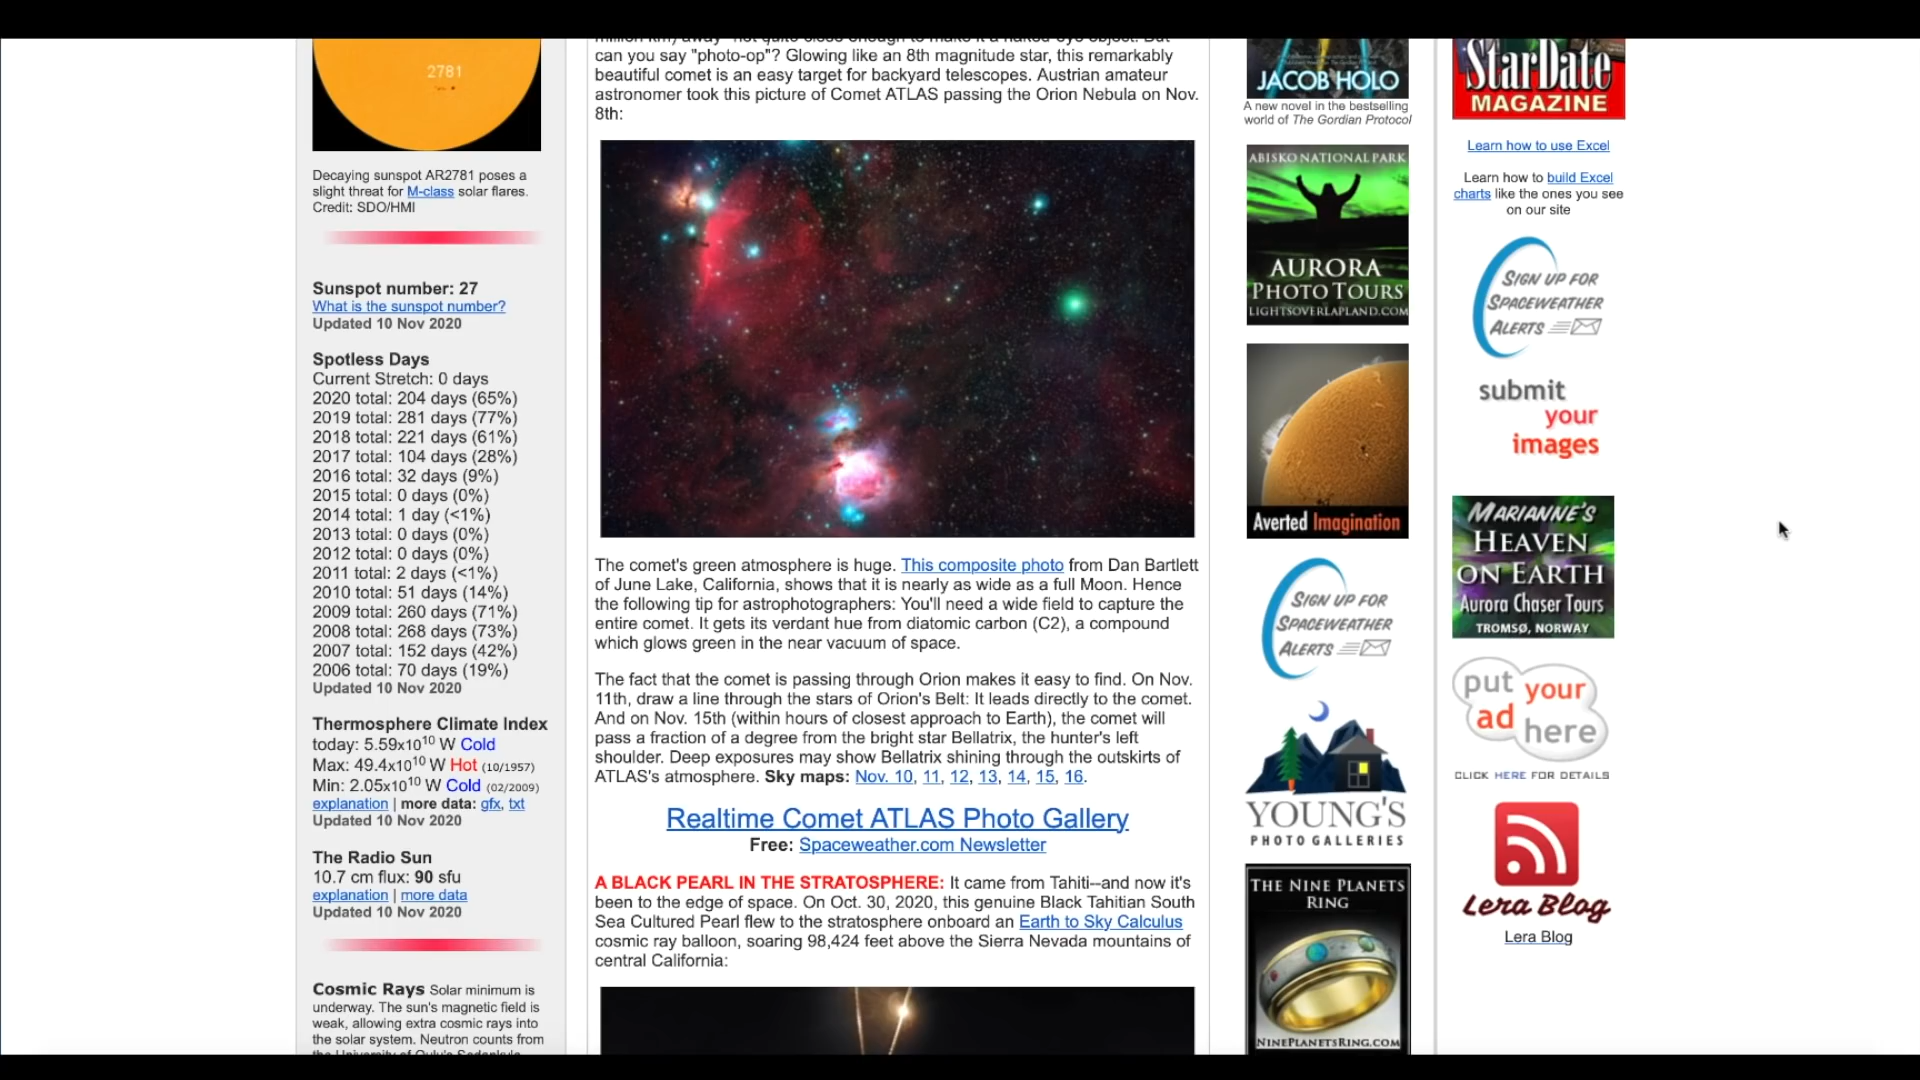 2781
Decaying sunspot AR2781 poses a
slight threat for M-class solar flares.
Credit: SDO/HMI
Sunspot number: 27
What is the sunspot number?
Updated 10 Nov 2020
Spotless Days
Current Stretch: 0 days
2020 total: 204 days (65%)
2019 total: 281 days (77%)
2018 total: 221 days (61%)
2017 total: 104 days (28%)
2016 total: 32 days (9%)
2015 total: 0 days (0%)
2014 total: 1 day (<1%)
2013 total: 0 days (0%)
2012 total: 0 days (0%)
2011 total: 2 days (<1%)
2010 total: 51 days (14%)
2009 total: 260 days (71%)
2008 total: 268 days (73%)
2007 total: 152 days (42%)
2006 total: 70 days (19%)
Updated 10 Nov 2020
Thermosphere Climate Index
today: 5.59x10¹⁰ W Cold
Max: 49.4x10¹⁰ W Hot (10/1957)
Min: 2.05x10¹⁰ W Cold (02/2009)
explanation | more data: gfx, txt
Updated 10 Nov 2020
The Radio Sun
10.7 cm flux: 90 sfu
explanation | more data
Updated 10 Nov 2020
Cosmic Rays Solar minimum is
underway. The sun's magnetic field is
weak, allowing extra cosmic rays into
the solar system. Neutron counts from
can you say "photo-op"? Glowing like an 8th magnitude star, this remarkably
beautiful comet is an easy target for backyard telescopes. Austrian amateur
astronomer took this picture of Comet ATLAS passing the Orion Nebula on Nov.
8th:
The comet's green atmosphere is huge. This composite photo from Dan Bartlett
of June Lake, California, shows that it is nearly as wide as a full Moon. Hence
the following tip for astrophotographers: You'll need a wide field to capture the
entire comet. It gets its verdant hue from diatomic carbon (C2), a compound
which glows green in the near vacuum of space.
The fact that the comet is passing through Orion makes it easy to find. On Nov.
11th, draw a line through the stars of Orion's Belt: It leads directly to the comet.
And on Nov. 15th (within hours of closest approach to Earth), the comet will
pass a fraction of a degree from the bright star Bellatrix, the hunter's left
shoulder. Deep exposures may show Bellatrix shining through the outskirts of
ATLAS's atmosphere. Sky maps: Nov. 10, 11, 12, 13, 14, 15, 16.
Realtime Comet ATLAS Photo Gallery
Free: Spaceweather.com Newsletter
A BLACK PEARL IN THE STRATOSPHERE: It came from Tahiti--and now it's
been to the edge of space. On Oct. 30, 2020, this genuine Black Tahitian South
Sea Cultured Pearl flew to the stratosphere onboard an Earth to Sky Calculus
cosmic ray balloon, soaring 98,424 feet above the Sierra Nevada mountains of
central California:
JACOB HOLO
A new novel in the bestselling
world of The Gordian Protocol
ABISKO NATIONAL PARK
AURORA
PHOTO TOURS
LIGHTSOVERLAPLAND.COM
Averted Imagination
SIGN UP FOR
SPACEWEATHER
ALERTS
YOUNG'S
PHOTO GALLERIES
THE NINE PLANETS
RING
NINEPLANETSRING.COM
StarDate
MAGAZINE
Learn how to use Excel
Learn how to build Excel
charts like the ones you see
on our site
SIGN UP FOR
SPACEWEATHER
ALERTS
submit
your
images
MARIANNE'S
HEAVEN
ON EARTH
Aurora Chaser Tours
TROMSØ, NORWAY
put your
ad here
CLICK HERE FOR DETAILS
Lera Blog
Lera Blog